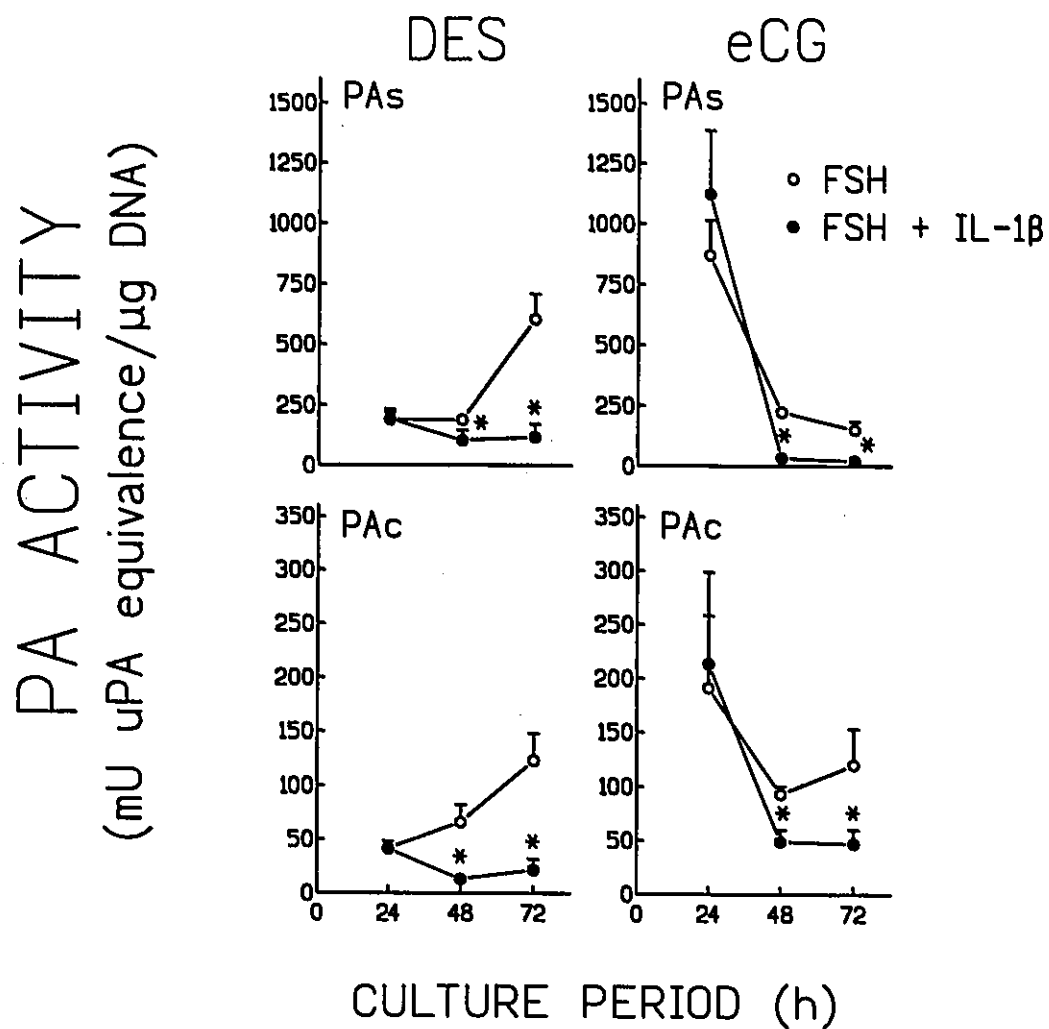 DES
eCG
PA ACTIVITY
(mU uPA equivalence/µg DNA)
PAs
1500
1250
1000
750
500
250
0
*
*
PAs
1500
1250
1000
750
500
250
0
*
*
FSH
FSH + IL-1β
PAc
350
300
250
200
150
100
50
0
*
*
0 24 48 72
PAc
350
300
250
200
150
100
50
0
*
*
0 24 48 72
CULTURE PERIOD (h)